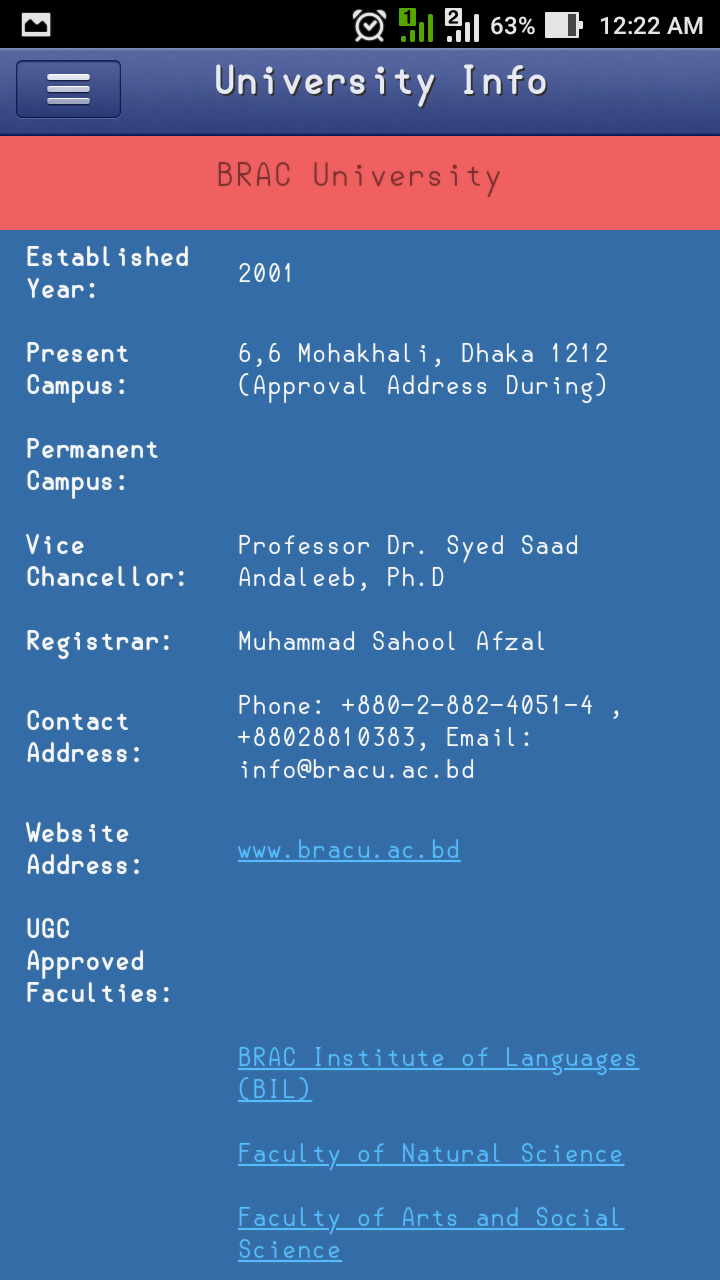 1 2 63% 12:22 AM
University Info
BRAC University
Established
Year:
2001
Present
Campus:
6,6 Mohakhali, Dhaka 1212
(Approval Address During)
Permanent
Campus:
Vice
Chancellor:
Professor Dr. Syed Saad
Andaleeb, Ph.D
Registrar:
Muhammad Sahool Afzal
Contact
Address:
Phone: +880-2-882-4051-4 ,
+88028810383, Email:
info@bracu.ac.bd
Website
Address:
www.bracu.ac.bd
UGC
Approved
Faculties:
BRAC Institute of Languages
(BIL)
Faculty of Natural Science
Faculty of Arts and Social
Science